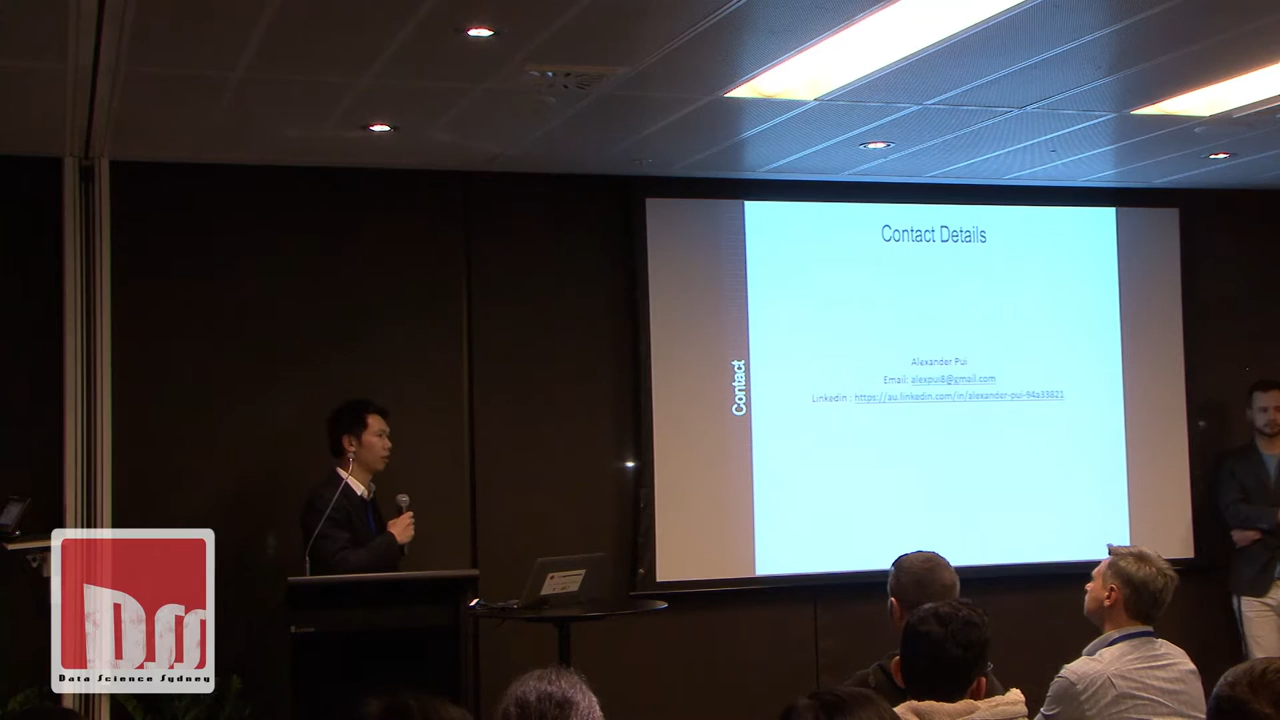 Contact Details
Contact
Alexander Pui
Email: alexpui8@gmail.com
Linkedin : https://au.linkedin.com/in/alexander-pui-94a33821
Dss
Data Science Sydney